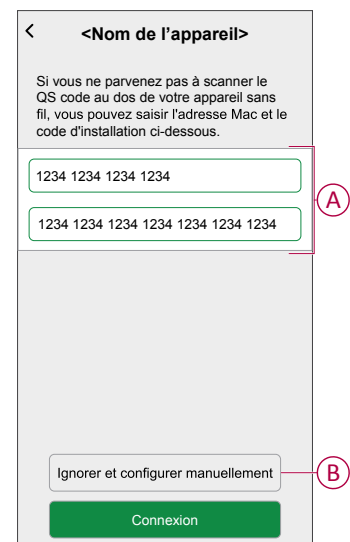 <Nom de l’appareil>
Si vous ne parvenez pas à scanner le
QS code au dos de votre appareil sans
fil, vous pouvez saisir l'adresse Mac et le
code d'installation ci-dessous.
1234 1234 1234 1234
1234 1234 1234 1234 1234 1234 1234
A
Ignorer et configurer manuellement
B
Connexion